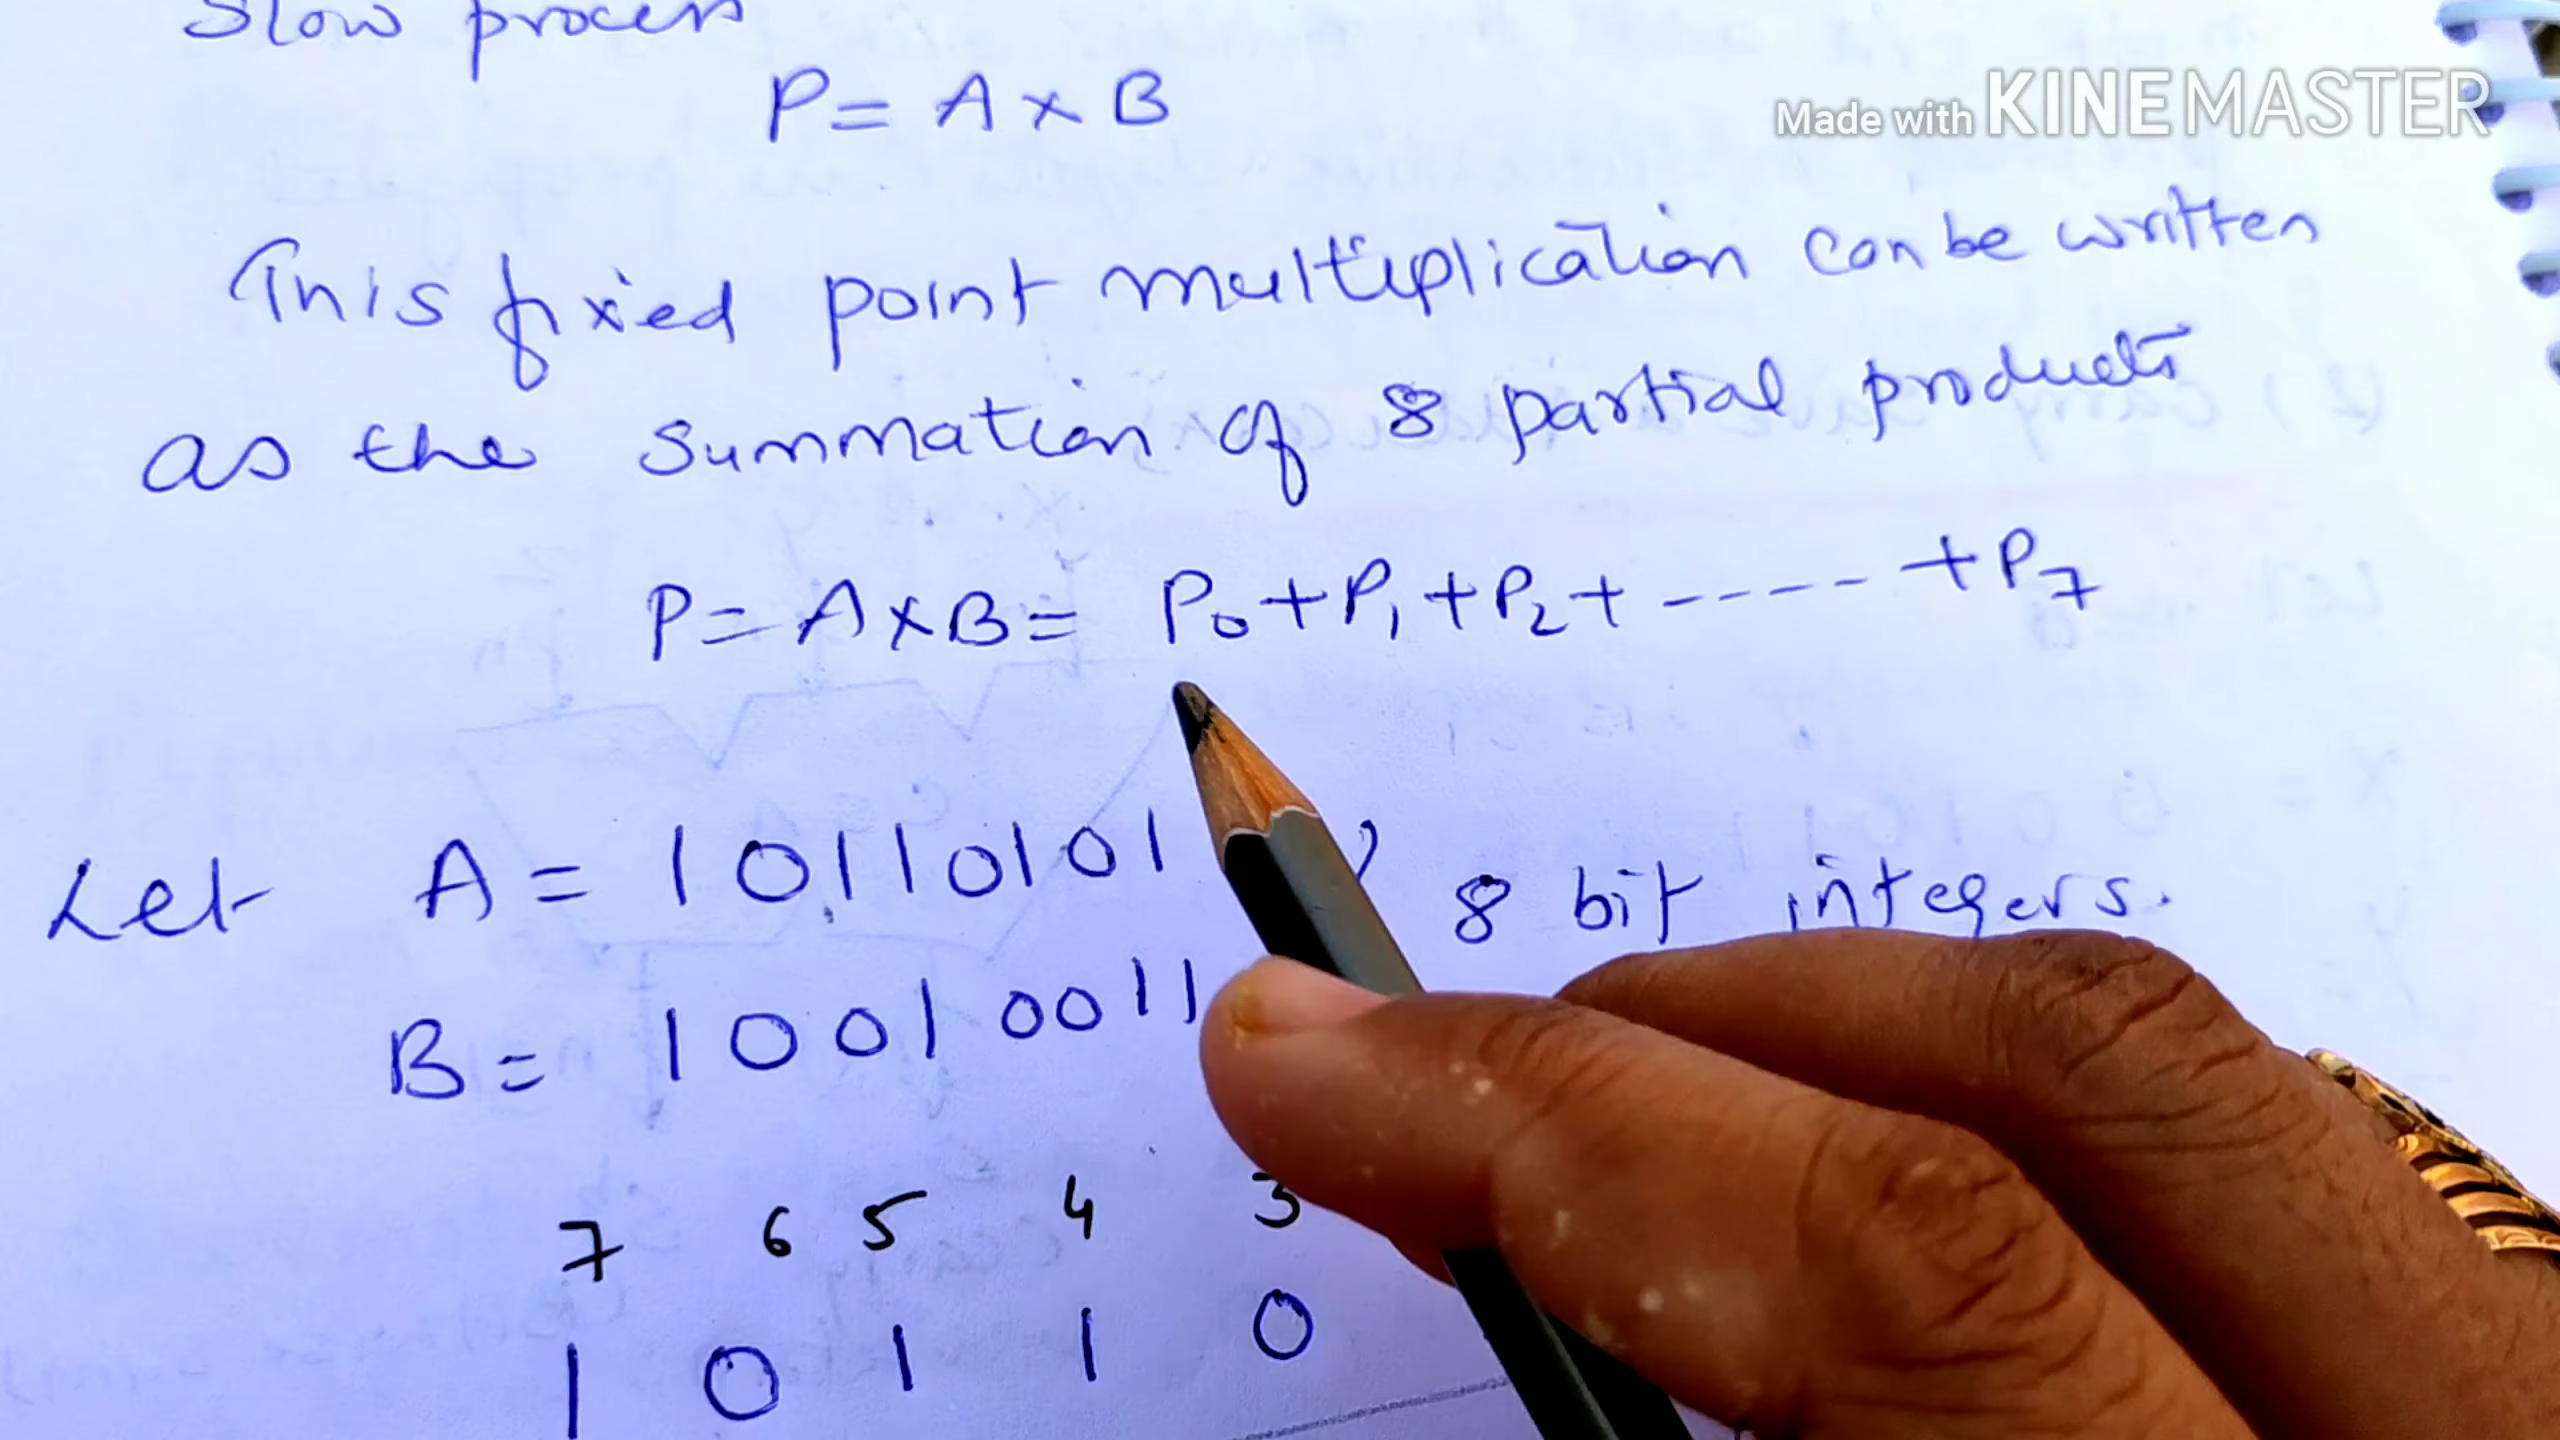 Slow process
Made with KINEMASTER
P = A x B
This fixed point multiplication can be written
as the summation of 8 partial products
P = A x B = P0 + P1 + P2 + ----- + P7
Let A = 10110101 , 8 bit integers.
B = 10010011
7 6 5 4 3
1 0 1 1 0